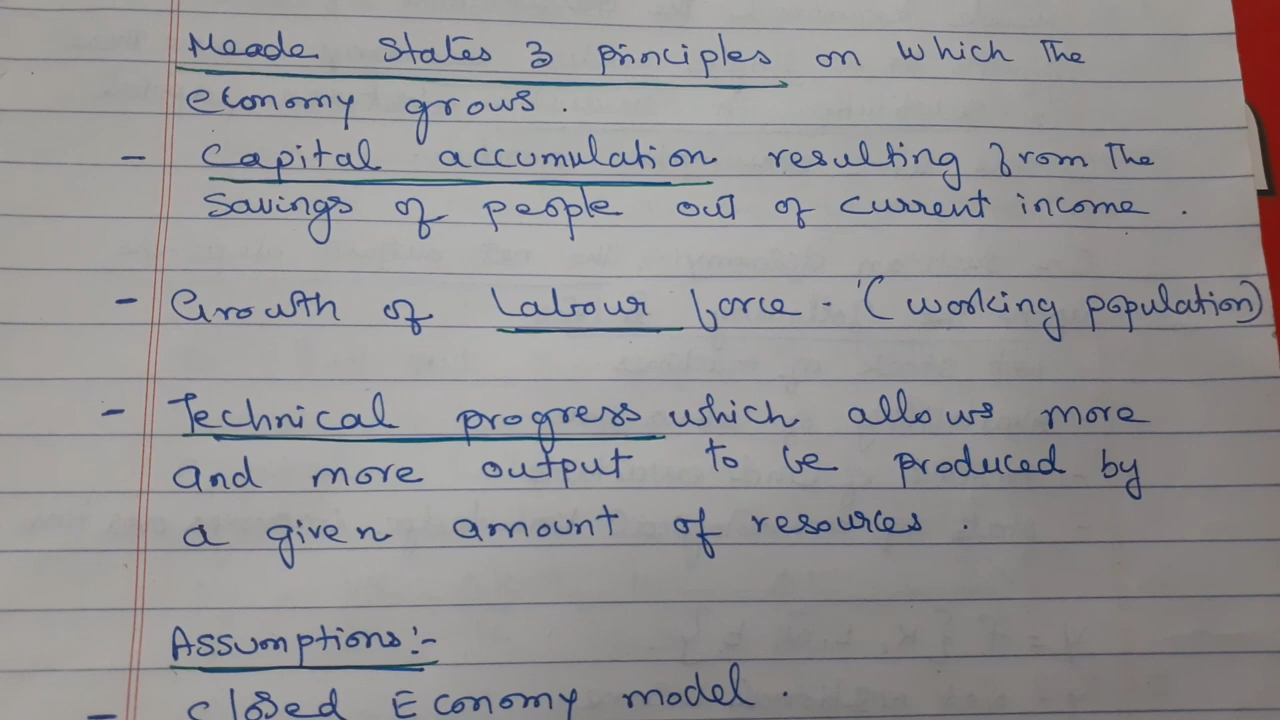 Meade States 3 principles on which The
economy grows.
- Capital accumulation resulting from The
Savings of people out of current income.
- Growth of Labour force - (working population)
- Technical progress which allows more
and more output to be produced by
a given amount of resources.
Assumptions:-
- closed Economy model.